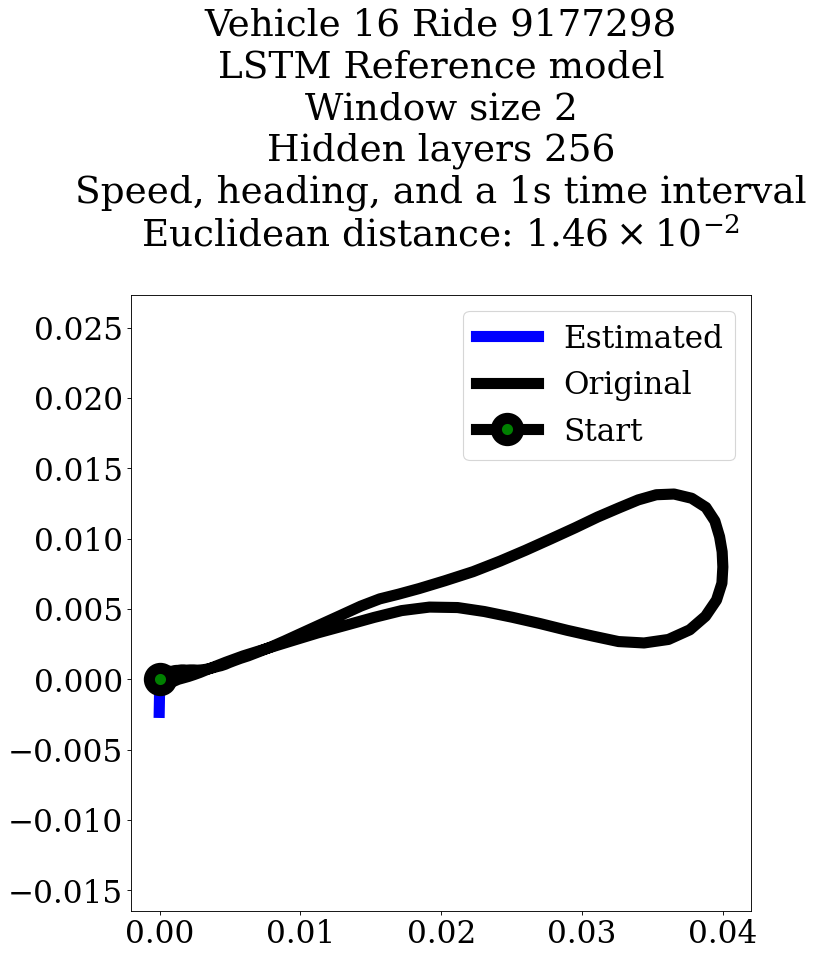 Vehicle 16 Ride 9177298
LSTM Reference model
Window size 2
Hidden layers 256
Speed, heading, and a 1s time interval
Euclidean distance: 1.46 × 10⁻²
Estimated
Original
Start
0.025
0.020
0.015
0.010
0.005
0.000
−0.005
−0.010
−0.015
0.00 0.01 0.02 0.03 0.04